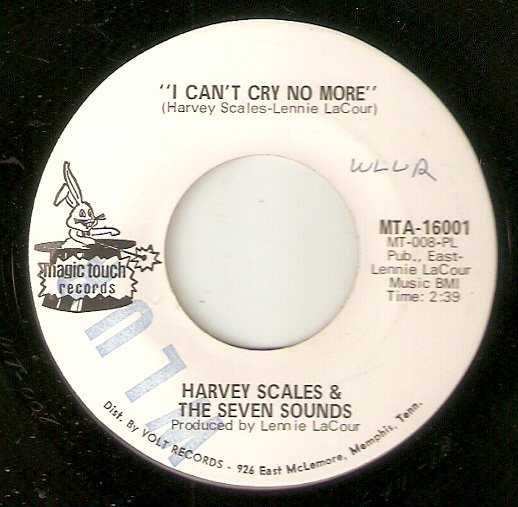 "I CAN'T CRY NO MORE"
(Harvey Scales-Lennie LaCour)
WLUR
MTA-16001
MT-008-PL
Pub., East-
Lennie LaCour
Music BMI
Time: 2:39
magic touch
records
HARVEY SCALES &
THE SEVEN SOUNDS
Produced by Lennie LaCour
Dist. By VOLT RECORDS - 926 East McLemore, Memphis, Tenn.